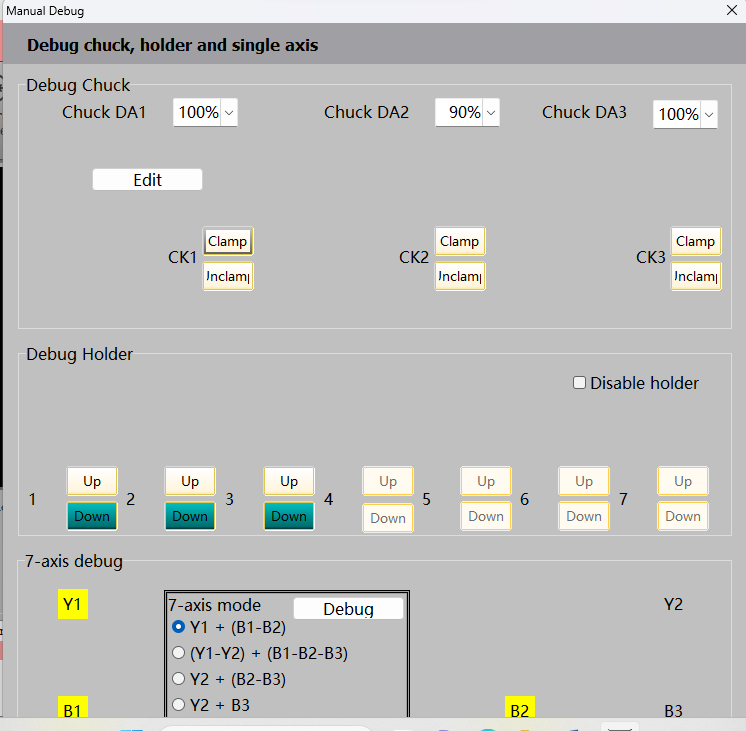 Manual Debug
Debug chuck, holder and single axis
Debug Chuck
Chuck DA1 100% Chuck DA2 90% Chuck DA3 100%
Edit
CK1 Clamp CK2 Clamp CK3 Clamp
Debug Holder
Disable holder
Up Up Up Up Up Up Up
1 2 3 4 5 6 7
Down Down Down Down Down Down Down
7-axis debug
Y1 Y2
7-axis mode Debug
Y1 + (B1-B2)
(Y1-Y2) + (B1-B2-B3)
Y2 + (B2-B3)
Y2 + B3
B1 B2 B3